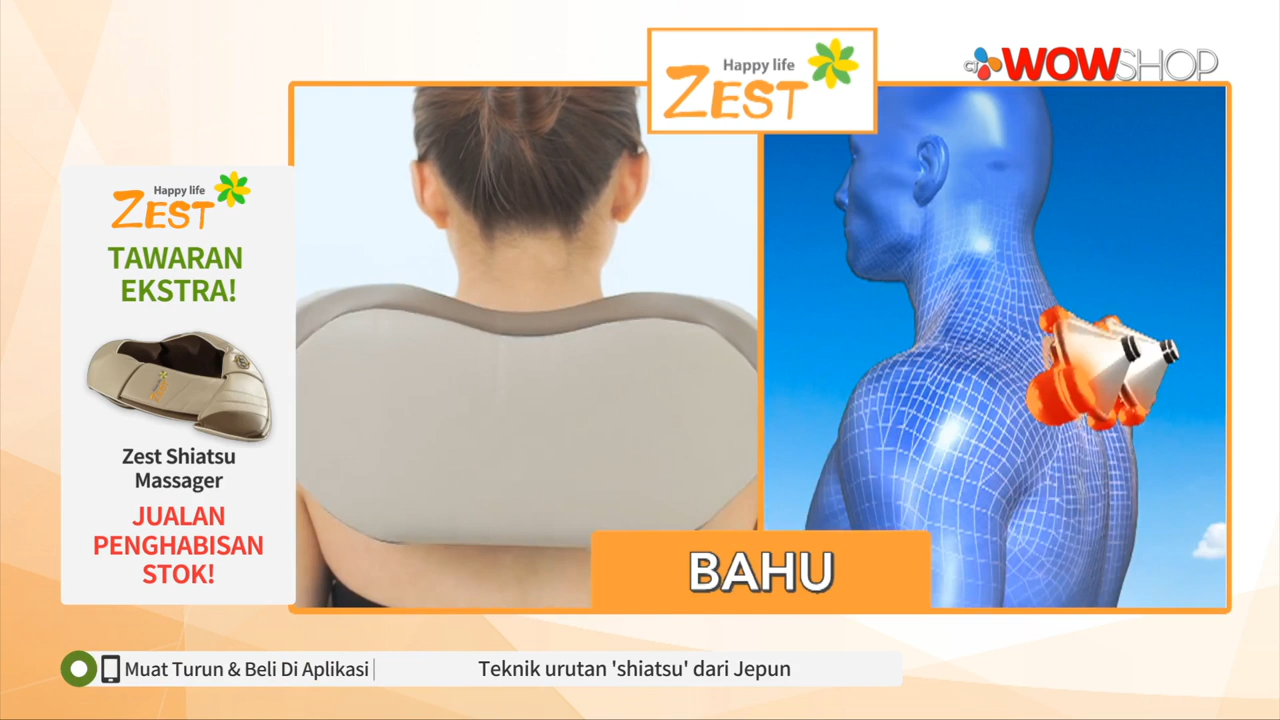 Happy life
ZEST
CJ WOWSHOP
Happy life
ZEST
TAWARAN
EKSTRA!
Zest Shiatsu
Massager
JUALAN
PENGHABISAN
STOK!
BAHU
Muat Turun & Beli Di Aplikasi
Teknik urutan 'shiatsu' dari Jepun